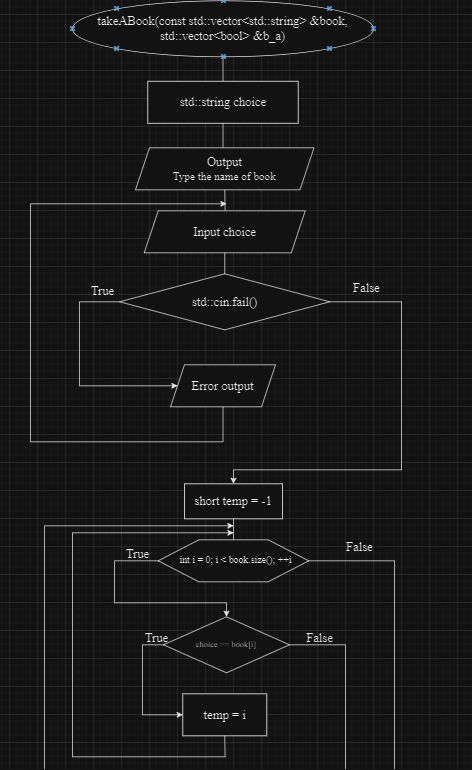 takeABook(const std::vector<std::string> &book,
std::vector<bool> &b_a)
std::string choice
Output
Type the name of book
Input choice
True
False
std::cin.fail()
Error output
short temp = -1
True
False
int i = 0; i < book.size(); ++i
True
False
choice == book[i]
temp = i